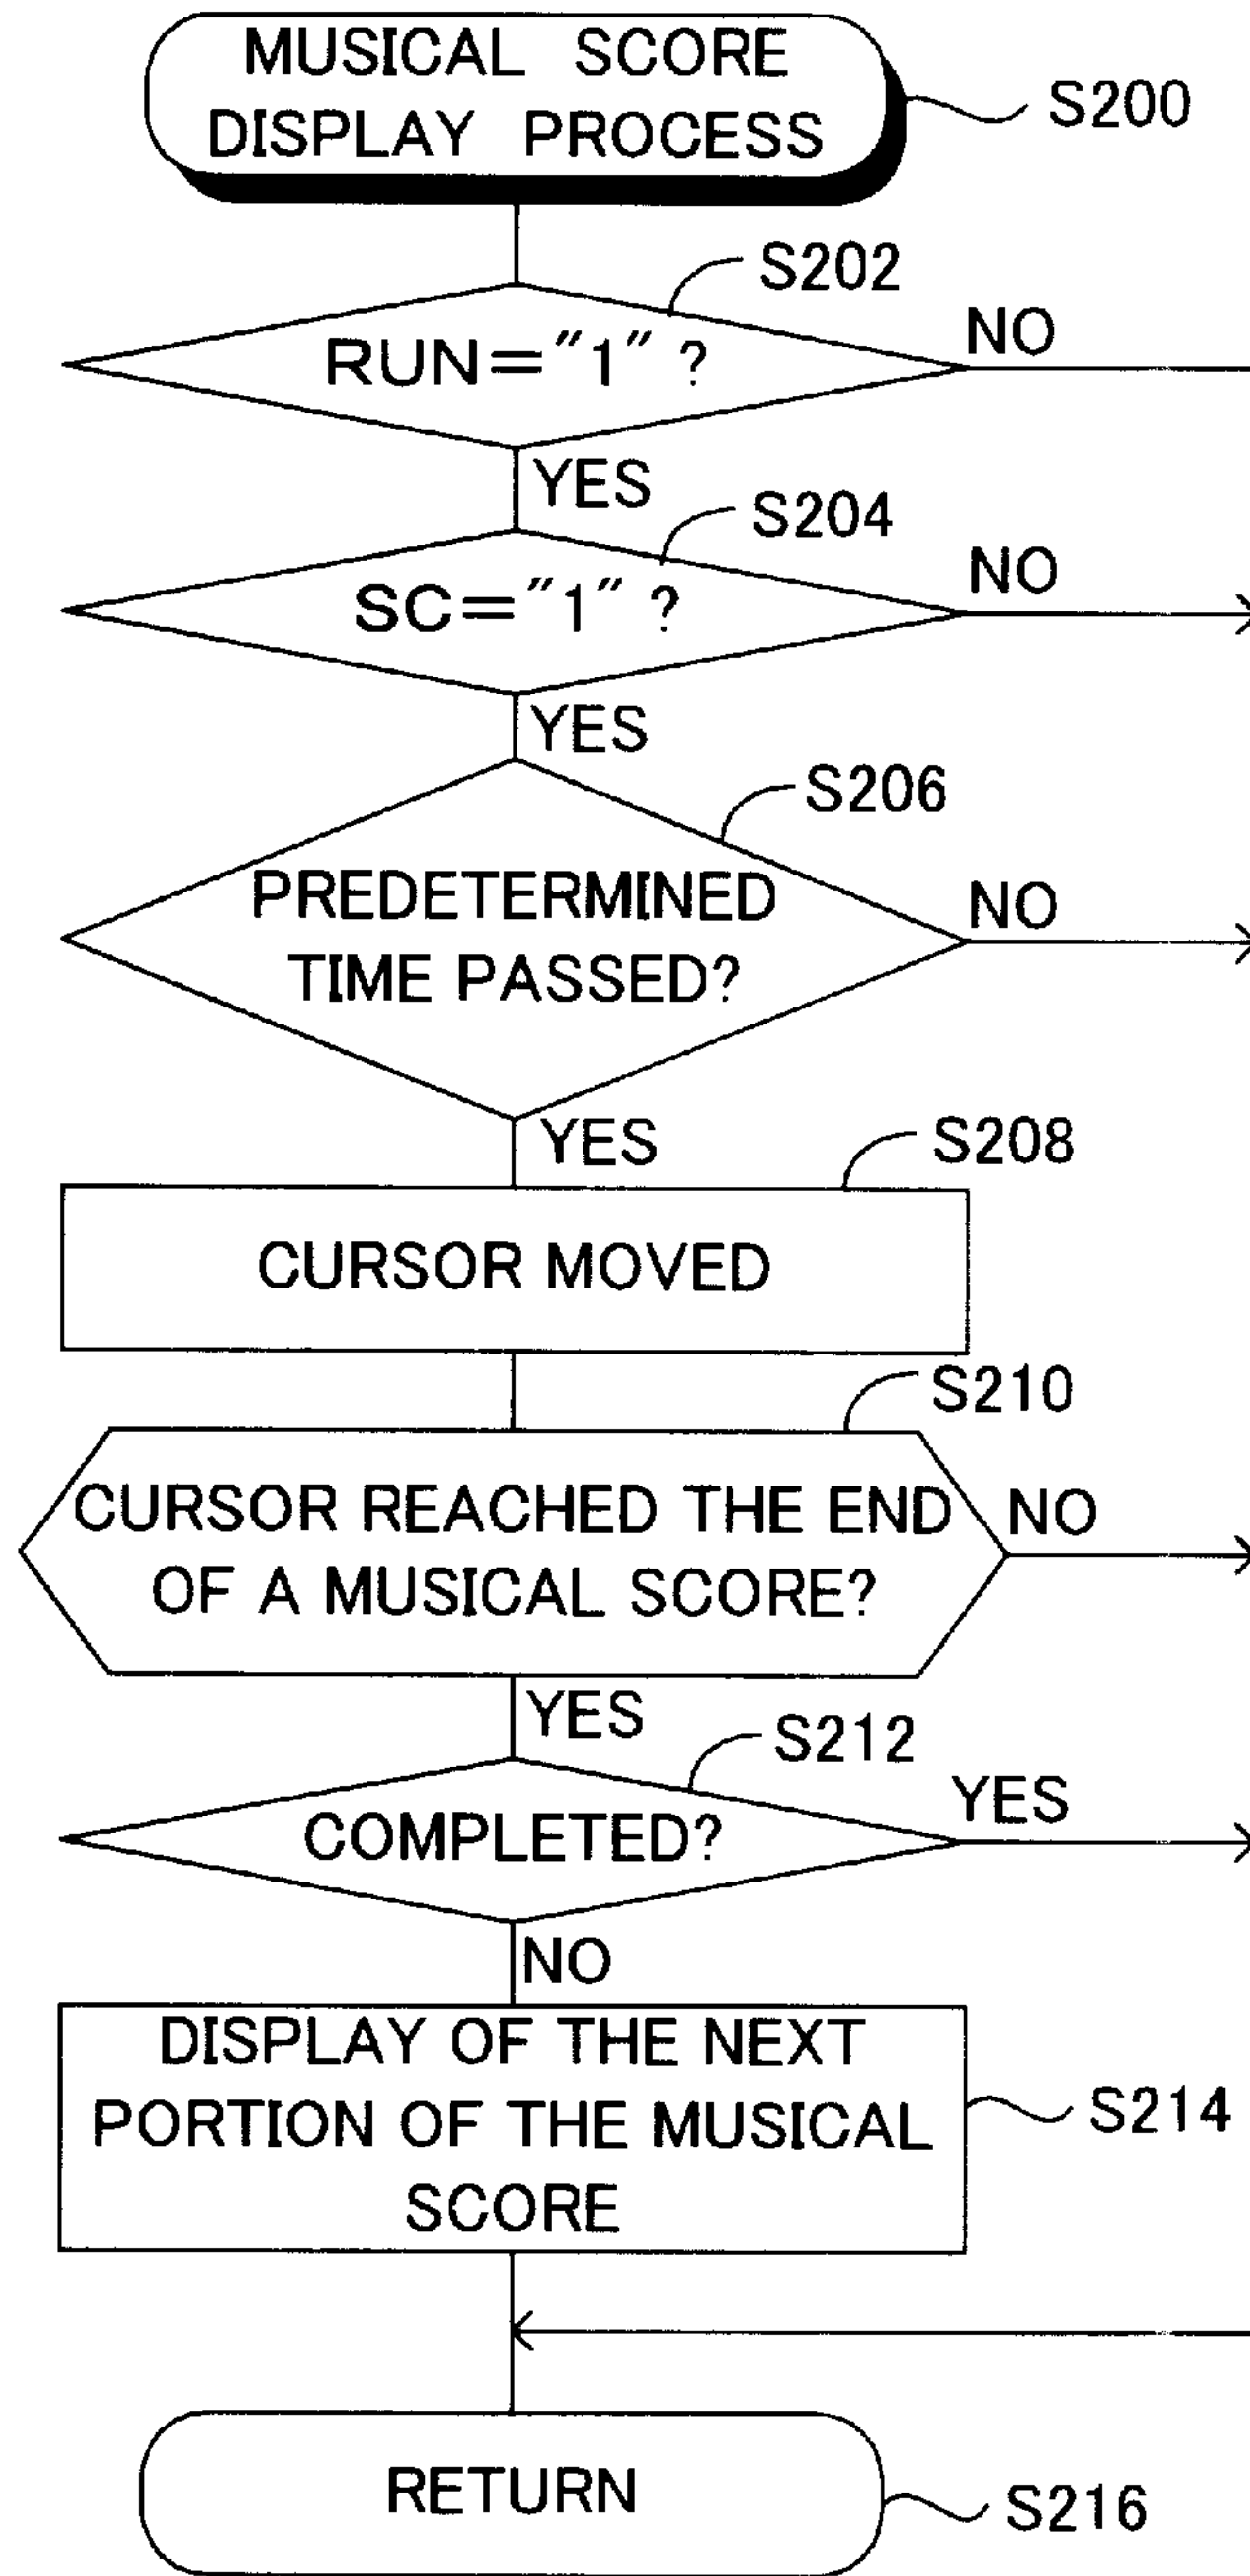 MUSICAL SCORE
DISPLAY PROCESS
S200
S202
RUN="1" ?
NO
YES
S204
SC="1" ?
NO
YES
S206
PREDETERMINED
TIME PASSED?
NO
YES
S208
CURSOR MOVED
S210
CURSOR REACHED THE END
OF A MUSICAL SCORE?
NO
YES
S212
COMPLETED?
YES
NO
DISPLAY OF THE NEXT
PORTION OF THE MUSICAL
SCORE
S214
RETURN
S216